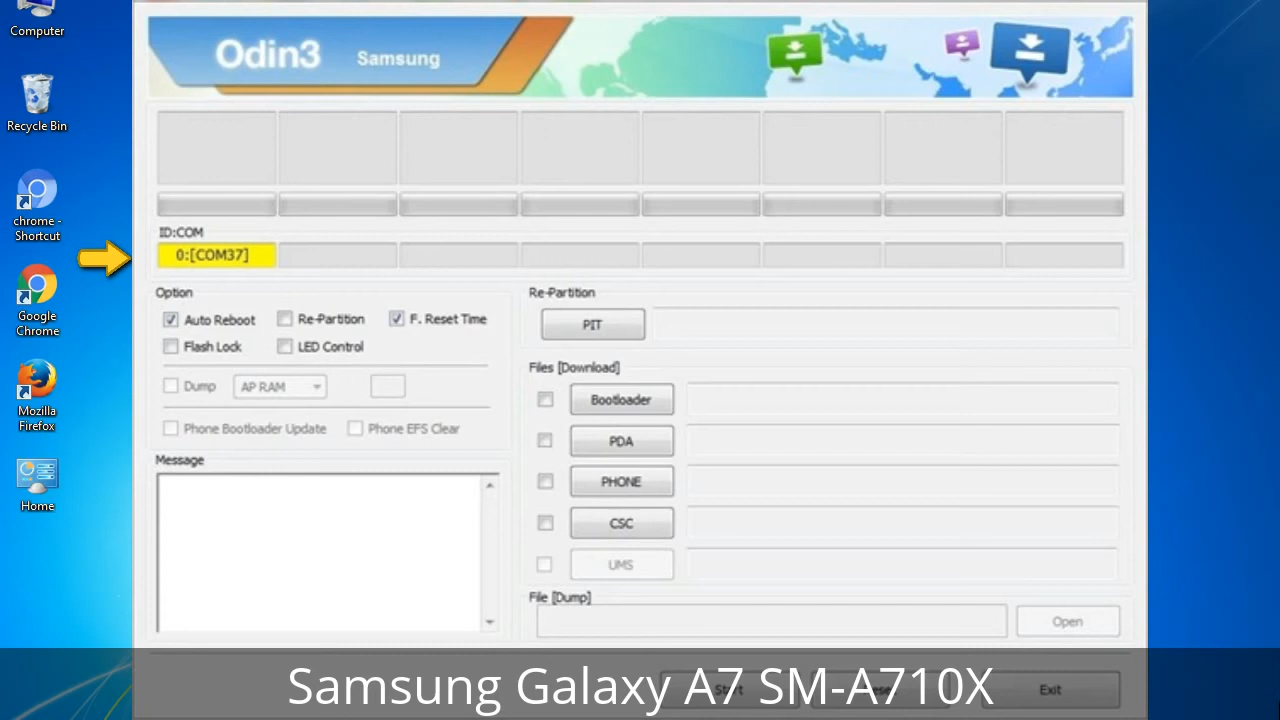 Computer
Recycle Bin
chrome -
Shortcut
Google
Chrome
Mozilla
Firefox
Home
Odin3 Samsung
ID:COM
0:[COM37]
Option
Auto Reboot Re-Partition F. Reset Time
Flash Lock LED Control
Dump AP RAM
Phone Bootloader Update Phone EFS Clear
Message
Re-Partition
PIT
Files [Download]
Bootloader
PDA
PHONE
CSC
UMS
File [Dump]
Open
Start Reset Exit
Samsung Galaxy A7 SM-A710X